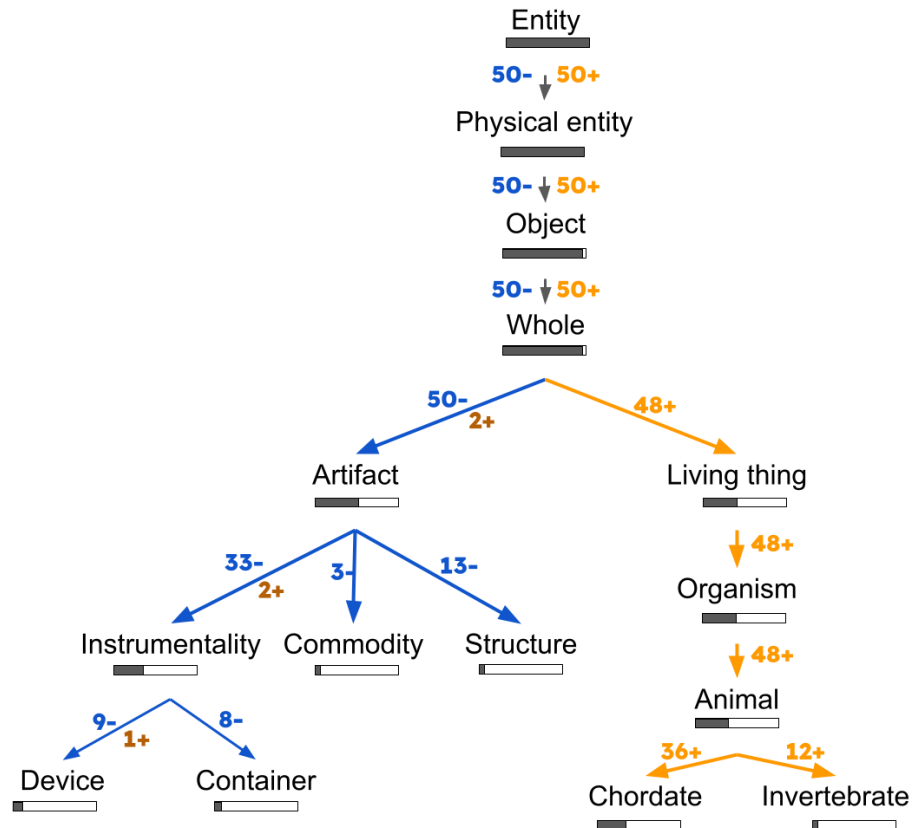 Entity
50- 50+
Physical entity
50- 50+
Object
50- 50+
Whole
50- 48+
2+
Artifact Living thing
48+
33- 3- 13-
2+
Organism
Instrumentality Commodity Structure
48+
Animal
9- 8-
1+
36+ 12+
Device Container
Chordate Invertebrate